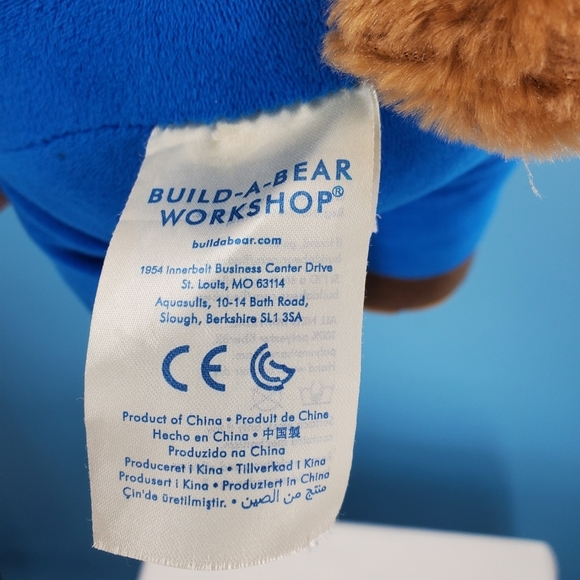 BUILD-A-BEAR
WORKSHOP®
buildabear.com
1954 Innerbelt Business Center Drive
St. Louis, MO 63114
Aquasulis, 10-14 Bath Road,
Slough, Berkshire SL1 3SA
CE
Product of China • Produit de Chine
Hecho en China • 中国製
Produzido na China
Produceret i Kina • Tillverkad i Kina
Produsert i Kina • Produziert in China
Çin'de üretilmiştir. • منتج من الصين